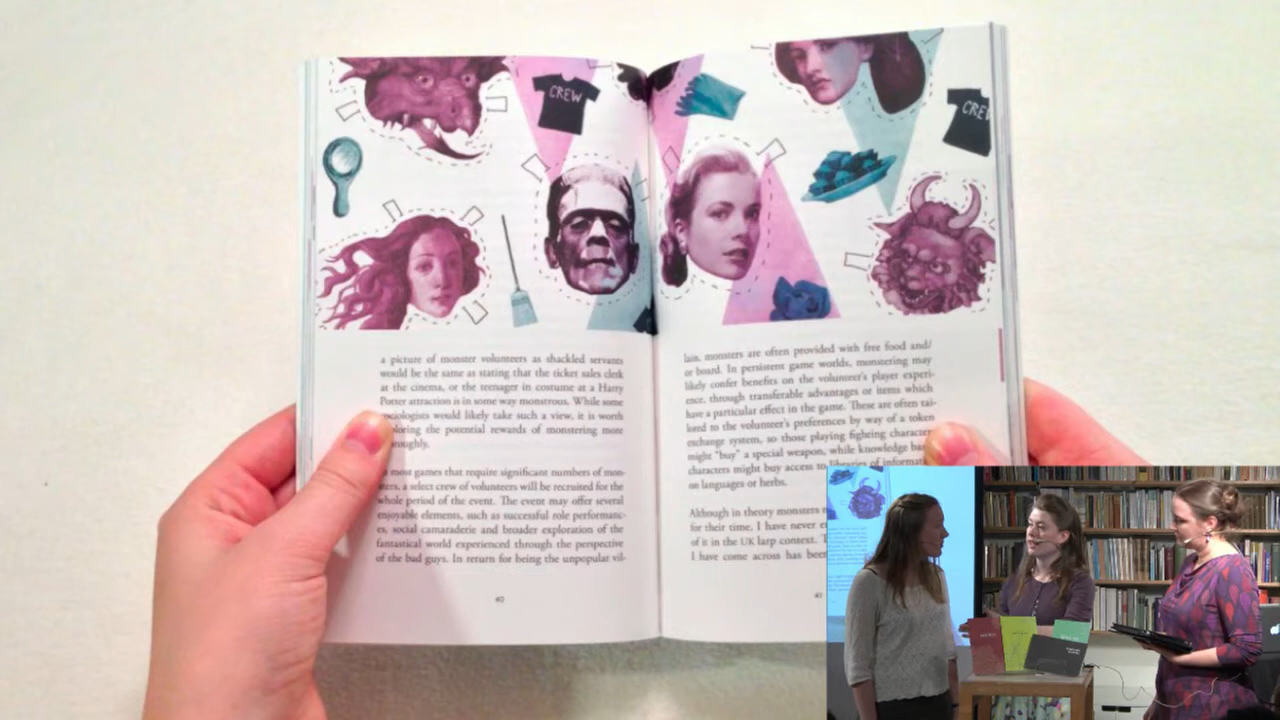 CREW
CRE
a picture of monster volunteers as shackled servants
would be the same as stating that the ticket sales clerk
at the cinema, or the teenager in costume at a Harry
Potter attraction is in some way monstrous. While some
sociologists would likely take such a view, it is worth
the potential rewards of monstering more
most games that require significant numbers of mon-
a select crew of volunteers will be recruited for the
whole period of the event. The event may offer several
enjoyable elements, such as successful role performanc-
es, social camaraderie and broader exploration of the
fantastical world experienced through the perspective
of the bad guys. In return for being the unpopular vil-
lain, monsters are often provided with free food and/
or board. In persistent game worlds, monstering may
likely confer benefits on the volunteer's player experi-
ence, through transferable advantages or items which
have a particular effect in the game. These are often tai-
lored to the volunteer's preferences by way of a token
exchange system, so those playing fighting character
might "buy" a special weapon, while knowledge bas
characters might buy access to libraries of informati
on languages or herbs.
Although in theory monsters
for their time, I have never
of it in the UK larp context.
I have come across has been